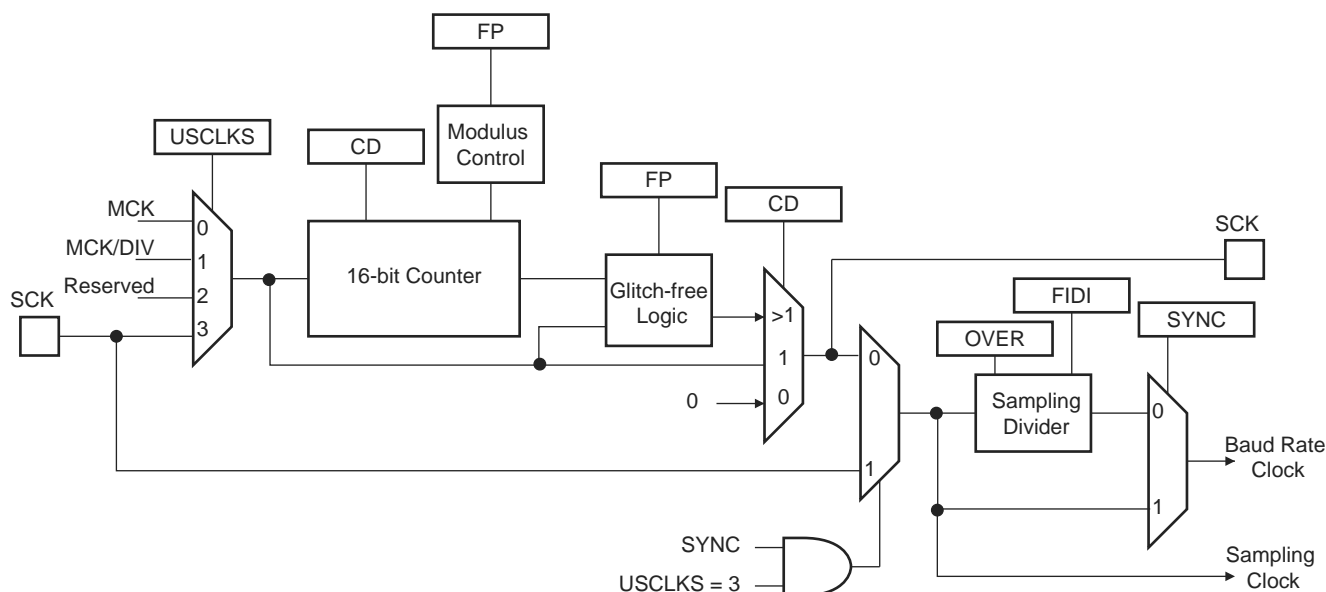 FP
USCLKS
CD
Modulus
Control
FP
CD
MCK
0
MCK/DIV
1
Reserved
2
SCK
3
16-bit Counter
Glitch-free
Logic
>1
1
0
0
SCK
FIDI
OVER
SYNC
0
1
Sampling
Divider
0
1
Baud Rate
Clock
SYNC
USCLKS = 3
Sampling
Clock